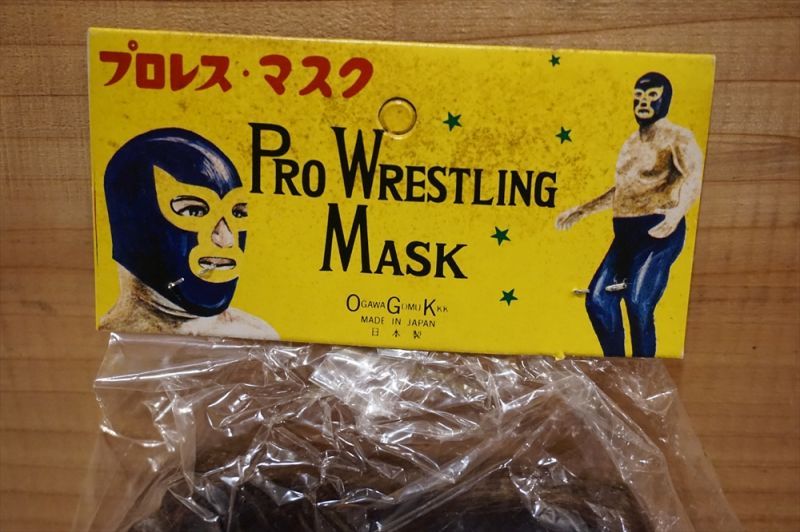 プロレス・マスク
PRO WRESTLING
MASK
OGAWA GOMU KKK
MADE IN JAPAN
日本製